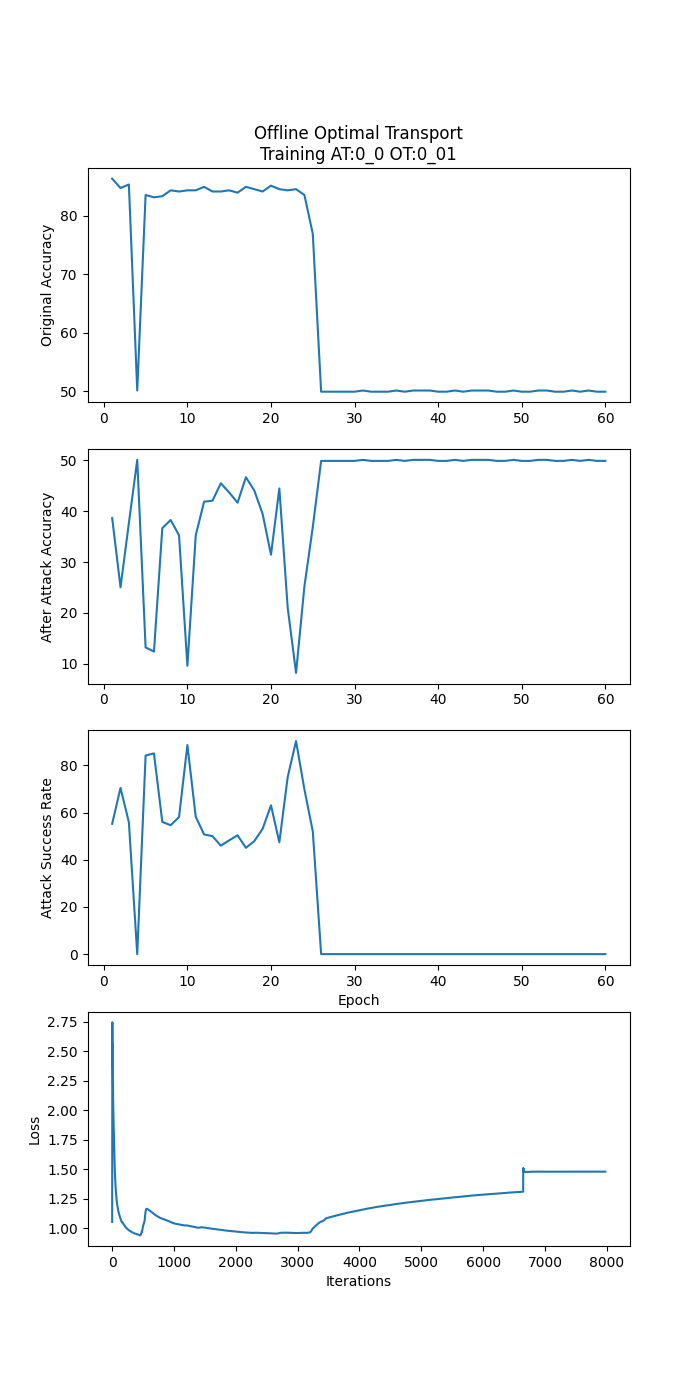 Offline Optimal Transport
Training AT:0_0 OT:0_01
Original Accuracy
80
70
60
50
0 10 20 30 40 50 60
After Attack Accuracy
50
40
30
20
10
0 10 20 30 40 50 60
Attack Success Rate
80
60
40
20
0
0 10 20 30 40 50 60
Epoch
Loss
2.75
2.50
2.25
2.00
1.75
1.50
1.25
1.00
0 1000 2000 3000 4000 5000 6000 7000 8000
Iterations